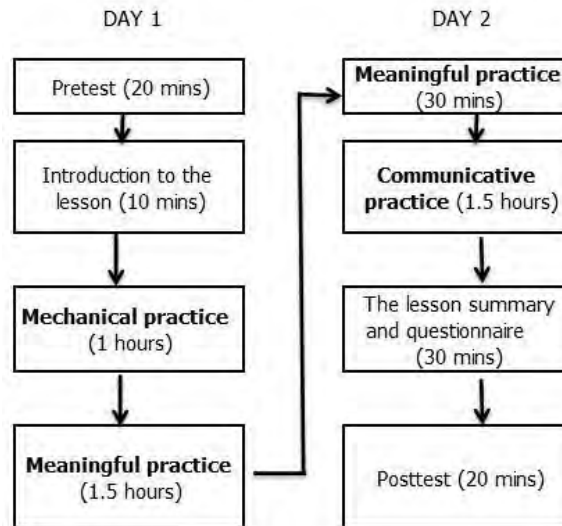 DAY 1
Pretest (20 mins)
Introduction to the
lesson (10 mins)
Mechanical practice
(1 hours)
Meaningful practice
(1.5 hours)
DAY 2
Meaningful practice
(30 mins)
Communicative
practice (1.5 hours)
The lesson summary
and questionnaire
(30 mins)
Posttest (20 mins)